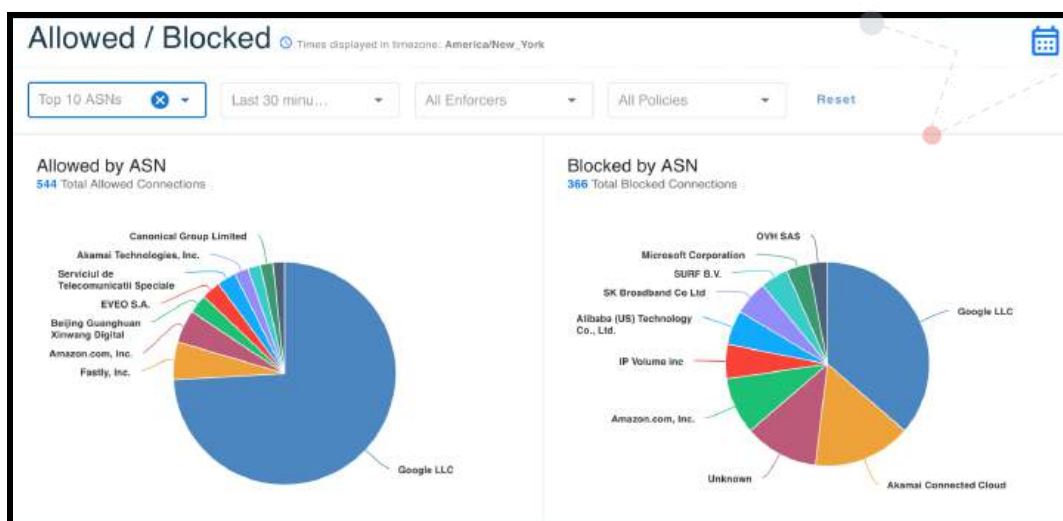 Allowed / Blocked Times displayed in timezone: America/New_York
Top 10 ASNs
Last 30 minu...
All Enforcers
All Policies
Reset
Allowed by ASN
544 Total Allowed Connections
Canonical Group Limited
Akamai Technologies, Inc.
Serviciul de
Telecomunicatii Speciale
EVEO S.A.
Beijing Guanghuan
Xinwang Digital
Amazon.com, Inc.
Fastly, Inc.
Google LLC
Blocked by ASN
366 Total Blocked Connections
OVH SAS
Microsoft Corporation
SURF B.V.
SK Broadband Co Ltd
Alibaba (US) Technology
Co., Ltd.
IP Volume inc
Amazon.com, Inc.
Unknown
Akamai Connected Cloud
Google LLC